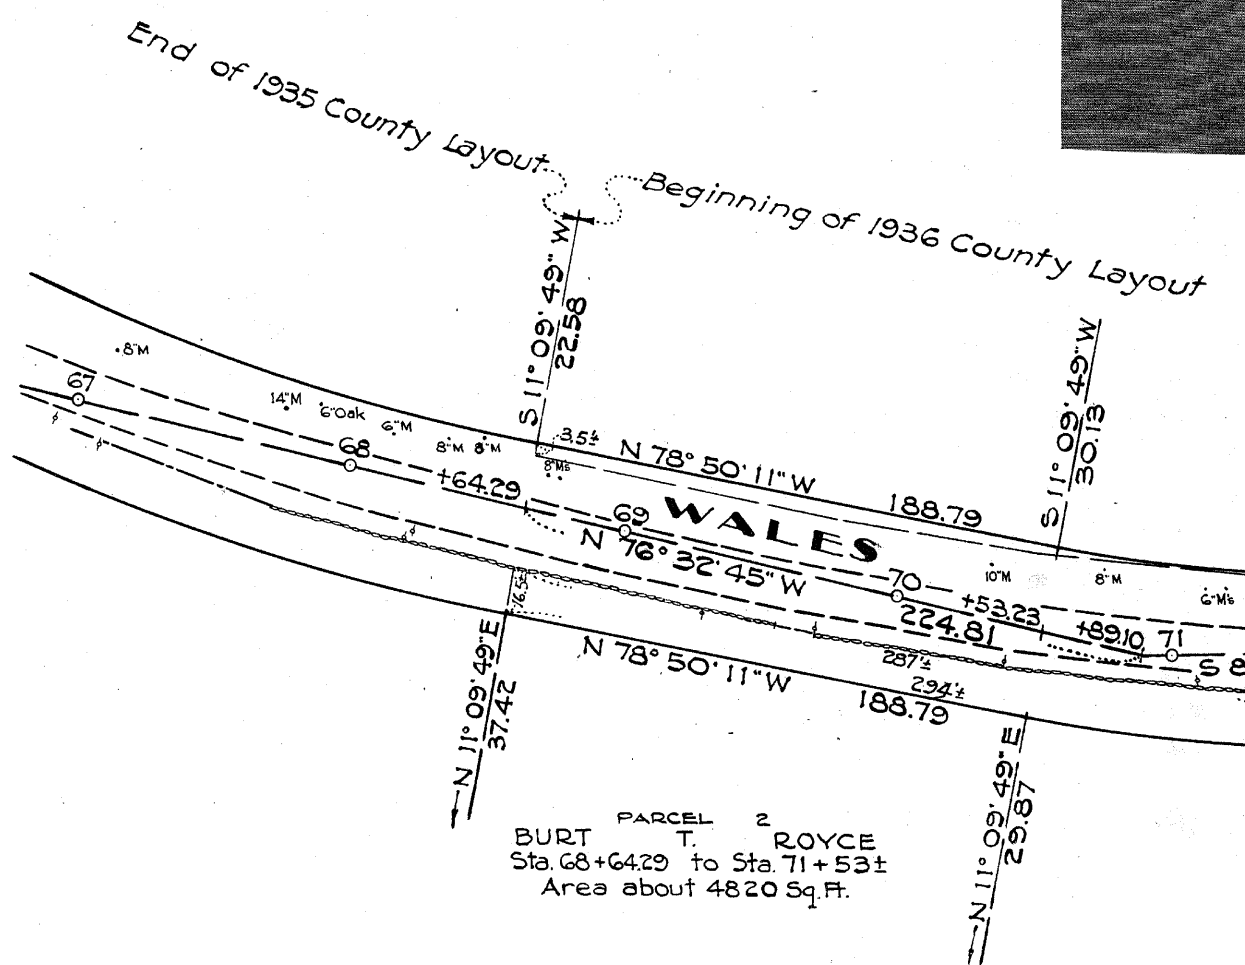 End of 1935 County Layout
Beginning of 1936 County Layout
S 11° 09' 49" W
22.58
S 11° 09' 49" W
30.13
8"M
67
14"M
6"Oak
6"M
8"M 8"M
68
+64.29
3.5±
8"M's
N 78° 50' 11" W
188.79
69
WALES
N 76° 32' 45" W
224.81
70
10"M
8"M
6"M's
+53.23
+89.10
71
S 8
16.5±
287'±
294'±
N 78° 50' 11" W
188.79
N 11° 09' 49" E
37.42
N 11° 09' 49" E
29.87
PARCEL 2
BURT T. ROYCE
Sta. 68+64.29 to Sta. 71+53±
Area about 4820 Sq. Ft.